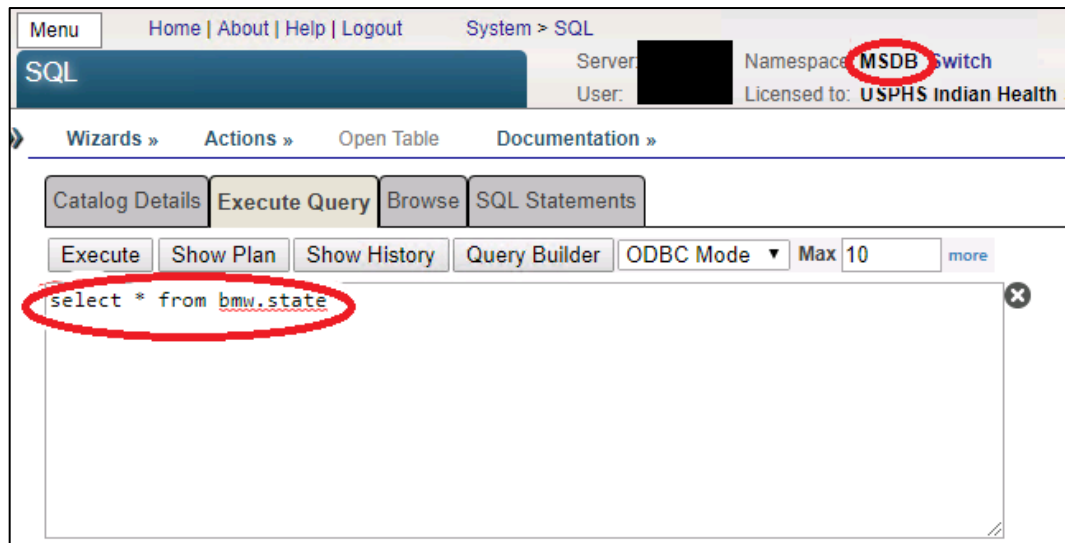 Menu Home | About | Help | Logout System > SQL
SQL
Server: Namespace MSDB Switch
User: Licensed to: USPHS Indian Health
Wizards » Actions » Open Table Documentation »
Catalog Details Execute Query Browse SQL Statements
Execute Show Plan Show History Query Builder ODBC Mode ▼ Max 10 more
select * from bmw.state